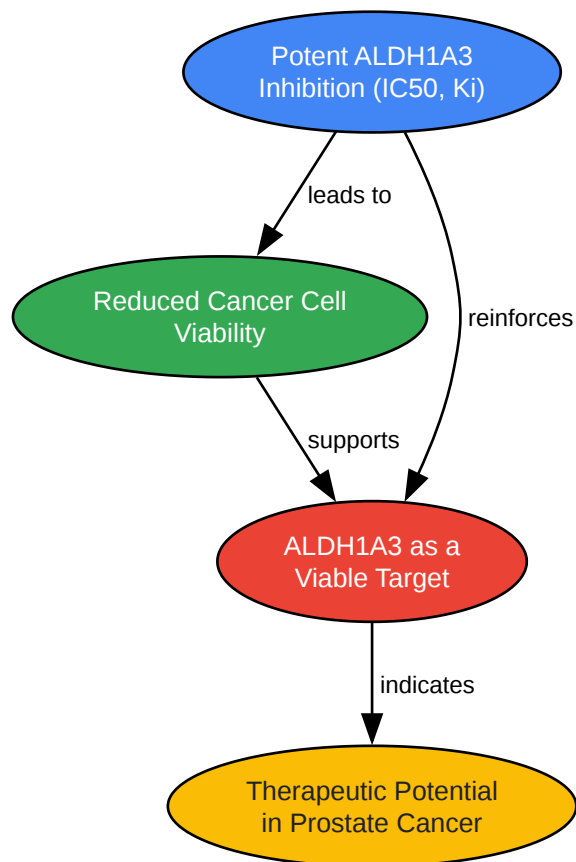 Potent ALDH1A3
Inhibition (IC50, Ki)
leads to
Reduced Cancer Cell
Viability
reinforces
supports
ALDH1A3 as a
Viable Target
indicates
Therapeutic Potential
in Prostate Cancer